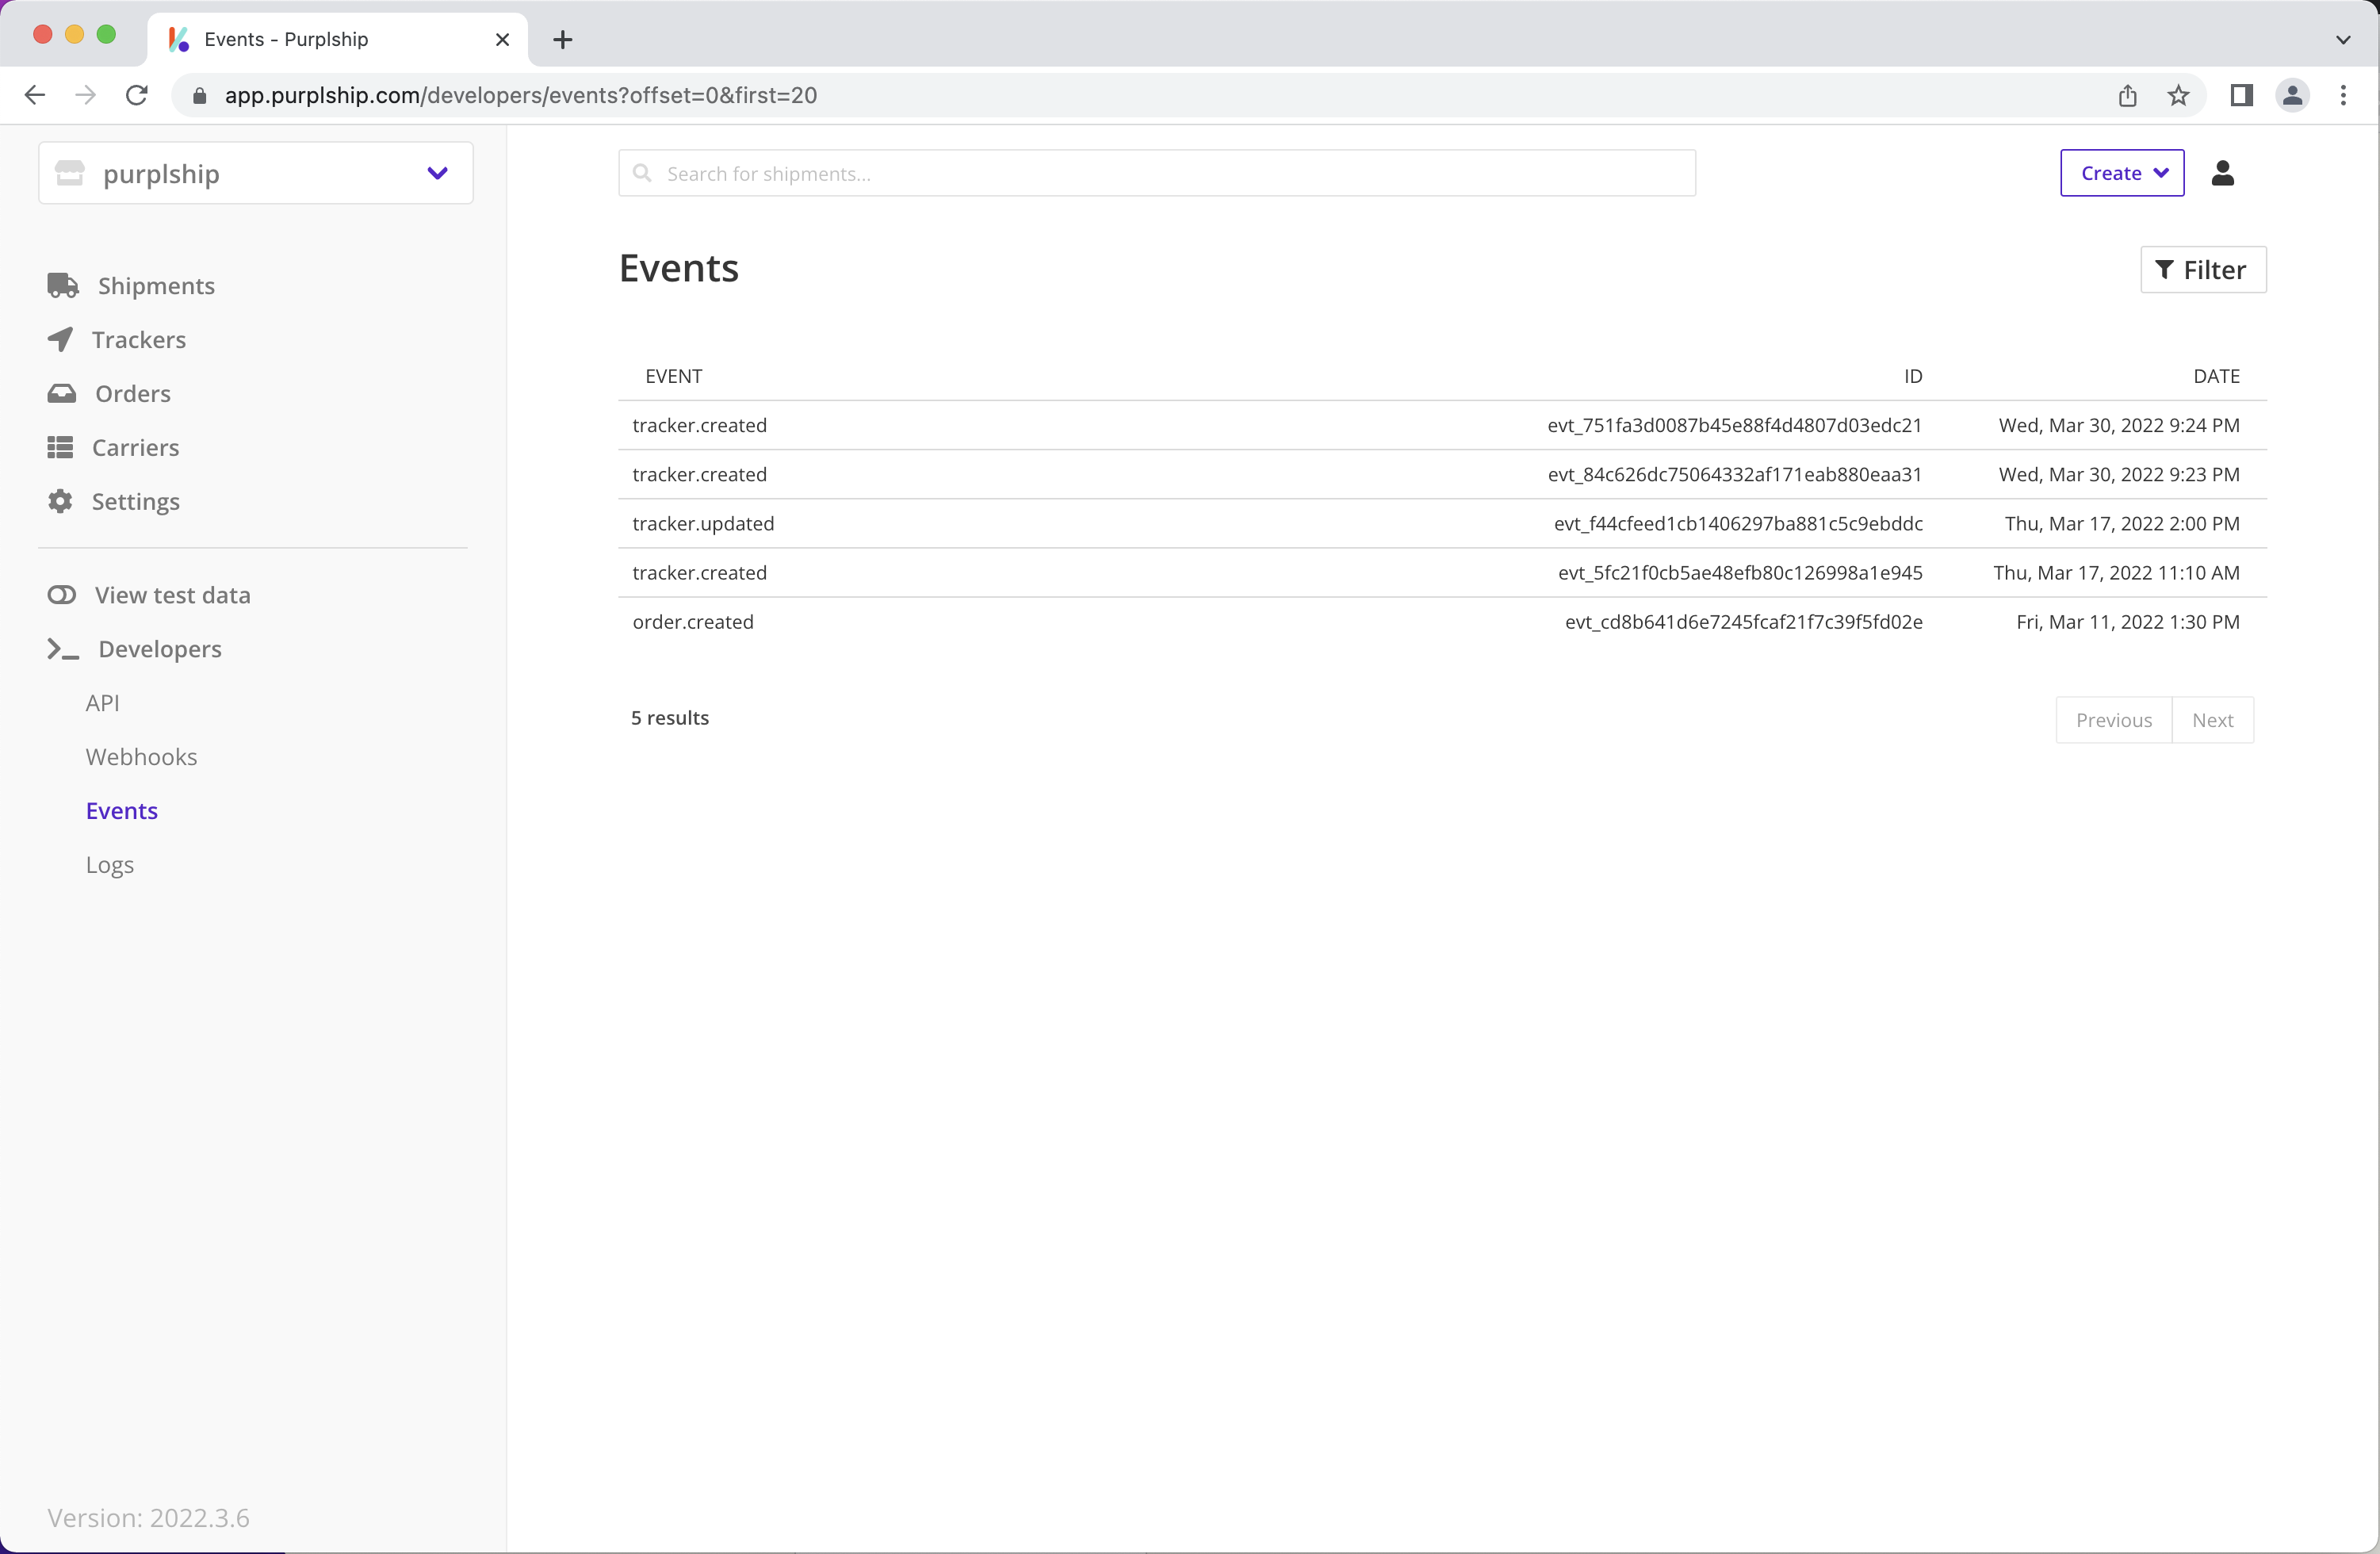 Events - Purplship
app.purplship.com/developers/events?offset=0&first=20
purplship
Search for shipments...
Create
Shipments
Trackers
Orders
Carriers
Settings
View test data
Developers
API
Webhooks
Events
Logs
Version: 2022.3.6
Events
Filter
EVENT ID DATE
tracker.created evt_751fa3d0087b45e88f4d4807d03edc21 Wed, Mar 30, 2022 9:24 PM
tracker.created evt_84c626dc75064332af171eab880eaa31 Wed, Mar 30, 2022 9:23 PM
tracker.updated evt_f44cfeed1cb1406297ba881c5c9ebddc Thu, Mar 17, 2022 2:00 PM
tracker.created evt_5fc21f0cb5ae48efb80c126998a1e945 Thu, Mar 17, 2022 11:10 AM
order.created evt_cd8b641d6e7245fcaf21f7c39f5fd02e Fri, Mar 11, 2022 1:30 PM
5 results
Previous Next